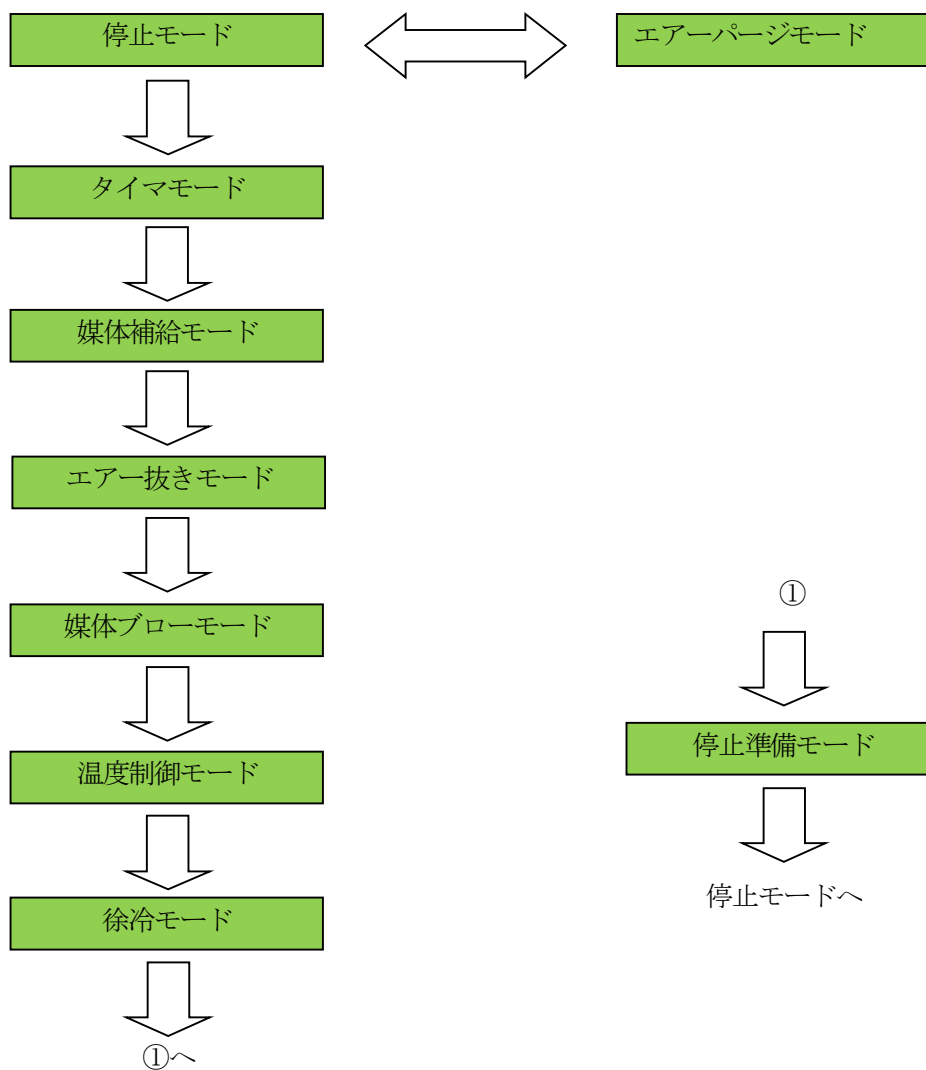 停止モード
エアーパージモード
タイマモード
媒体補給モード
エアー抜きモード
媒体ブローモード
温度制御モード
徐冷モード
①へ
①
停止準備モード
停止モードへ